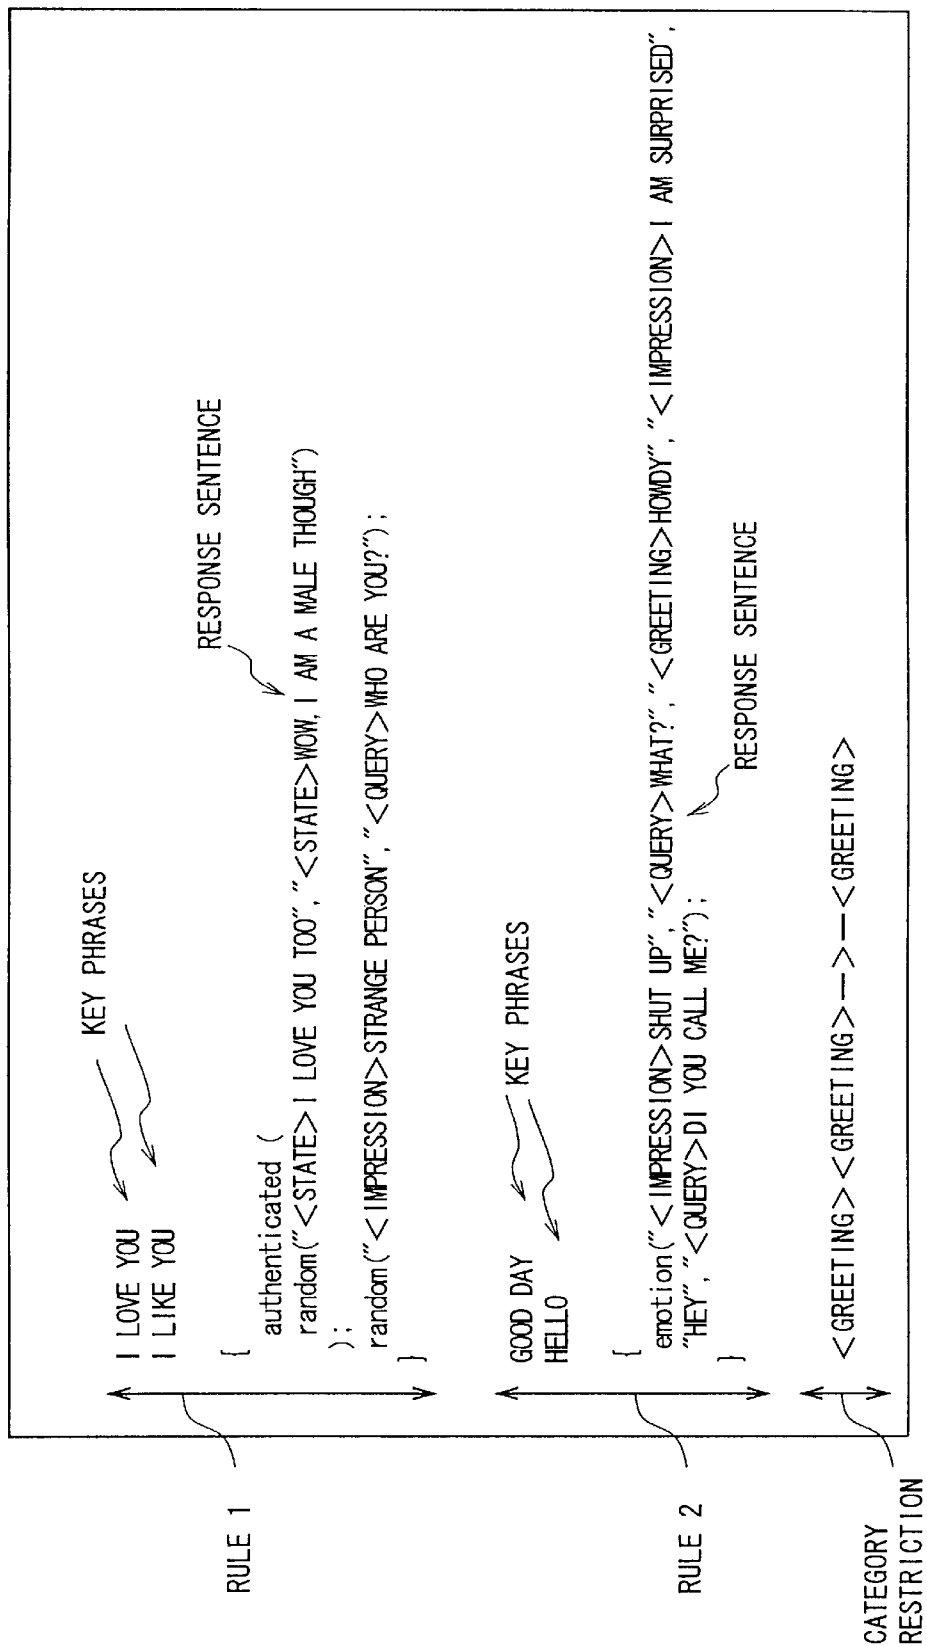 I LOVE YOU
I LIKE YOU
KEY PHRASES
{
authenticated (
random("<STATE>I LOVE YOU TOO","<STATE>WOW, I AM A MALE THOUGH")
);
random("<IMPRESSION>STRANGE PERSON","<QUERY>WHO ARE YOU?");
}
RESPONSE SENTENCE
RULE 1
GOOD DAY
HELLO
KEY PHRASES
{
emotion("<IMPRESSION>SHUT UP","<QUERY>WHAT?","<GREETING>HOWDY","<IMPRESSION>I AM SURPRISED",
"HEY","<QUERY>DI YOU CALL ME?");
}
RESPONSE SENTENCE
RULE 2
<GREETING><GREETING>—>—<GREETING>
CATEGORY
RESTRICTION